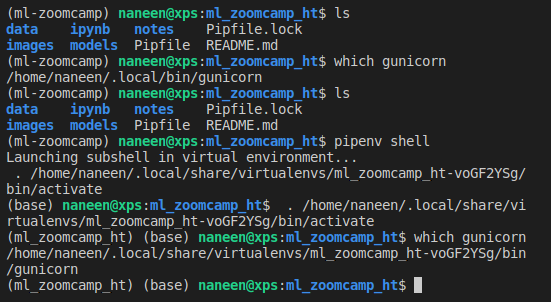 (ml-zoomcamp) naneen@xps:ml_zoomcamp_ht$ ls
data    ipynb   notes    Pipfile.lock
images  models  Pipfile  README.md
(ml-zoomcamp) naneen@xps:ml_zoomcamp_ht$ which gunicorn
/home/naneen/.local/bin/gunicorn
(ml-zoomcamp) naneen@xps:ml_zoomcamp_ht$ ls
data    ipynb   notes    Pipfile.lock
images  models  Pipfile  README.md
(ml-zoomcamp) naneen@xps:ml_zoomcamp_ht$ pipenv shell
Launching subshell in virtual environment...
 . /home/naneen/.local/share/virtualenvs/ml_zoomcamp_ht-voGF2YSg/
bin/activate
(base) naneen@xps:ml_zoomcamp_ht$  . /home/naneen/.local/share/vi
rtualenvs/ml_zoomcamp_ht-voGF2YSg/bin/activate
(ml_zoomcamp_ht) (base) naneen@xps:ml_zoomcamp_ht$ which gunicorn
/home/naneen/.local/share/virtualenvs/ml_zoomcamp_ht-voGF2YSg/bin
/gunicorn
(ml_zoomcamp_ht) (base) naneen@xps:ml_zoomcamp_ht$